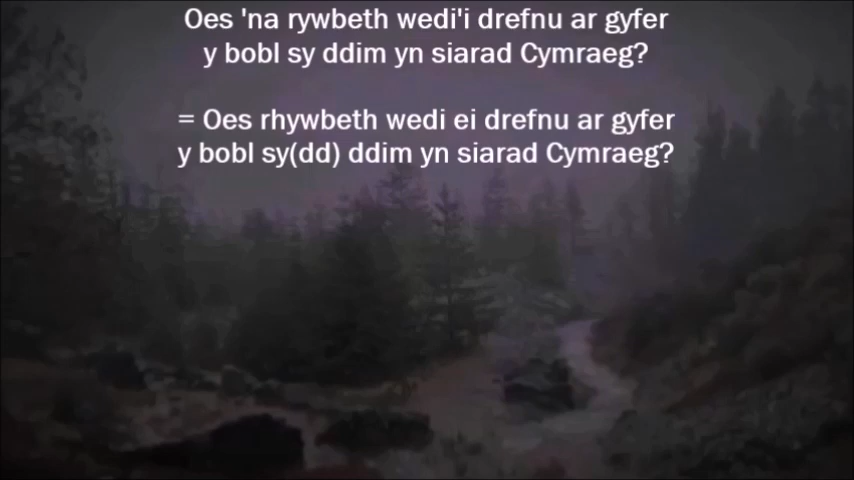 Oes 'na rywbeth wedi'i drefnu ar gyfer
y bobl sy ddim yn siarad Cymraeg?
= Oes rhywbeth wedi ei drefnu ar gyfer
y bobl sy(dd) ddim yn siarad Cymraeg?